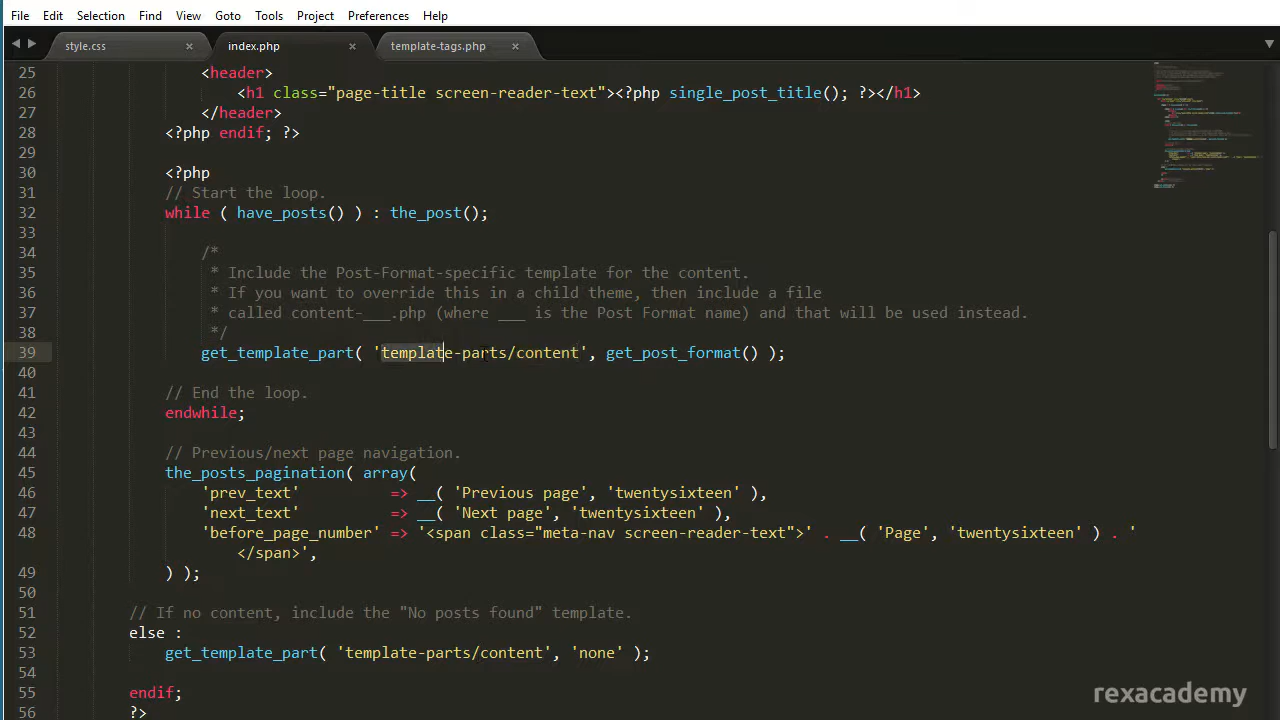 File Edit Selection Find View Goto Tools Project Preferences Help
style.css × index.php × template-tags.php ×
25 <header>
26 <h1 class="page-title screen-reader-text"><?php single_post_title(); ?></h1>
27 </header>
28 <?php endif; ?>
29
30 <?php
31 // Start the loop.
32 while ( have_posts() ) : the_post();
33
34 /*
35 * Include the Post-Format-specific template for the content.
36 * If you want to override this in a child theme, then include a file
37 * called content-___.php (where ___ is the Post Format name) and that will be used instead.
38 */
39 get_template_part( 'template-parts/content', get_post_format() );
40
41 // End the loop.
42 endwhile;
43
44 // Previous/next page navigation.
45 the_posts_pagination( array(
46 'prev_text' => __( 'Previous page', 'twentysixteen' ),
47 'next_text' => __( 'Next page', 'twentysixteen' ),
48 'before_page_number' => '<span class="meta-nav screen-reader-text">' . __( 'Page', 'twentysixteen' ) . '
</span>',
49 ) );
50
51 // If no content, include the "No posts found" template.
52 else :
53 get_template_part( 'template-parts/content', 'none' );
54
55 endif;
56 ?>
rexacademy